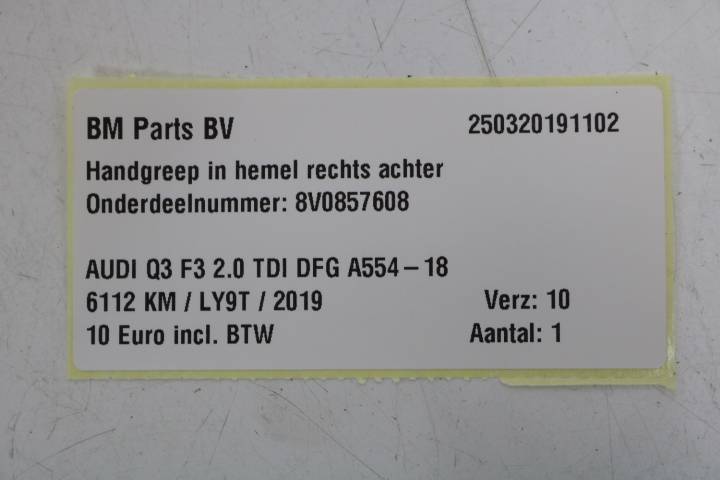 BM Parts BV 250320191102
Handgreep in hemel rechts achter
Onderdeelnummer: 8V0857608
AUDI Q3 F3 2.0 TDI DFG A554-18
6112 KM / LY9T / 2019 Verz: 10
10 Euro incl. BTW Aantal: 1